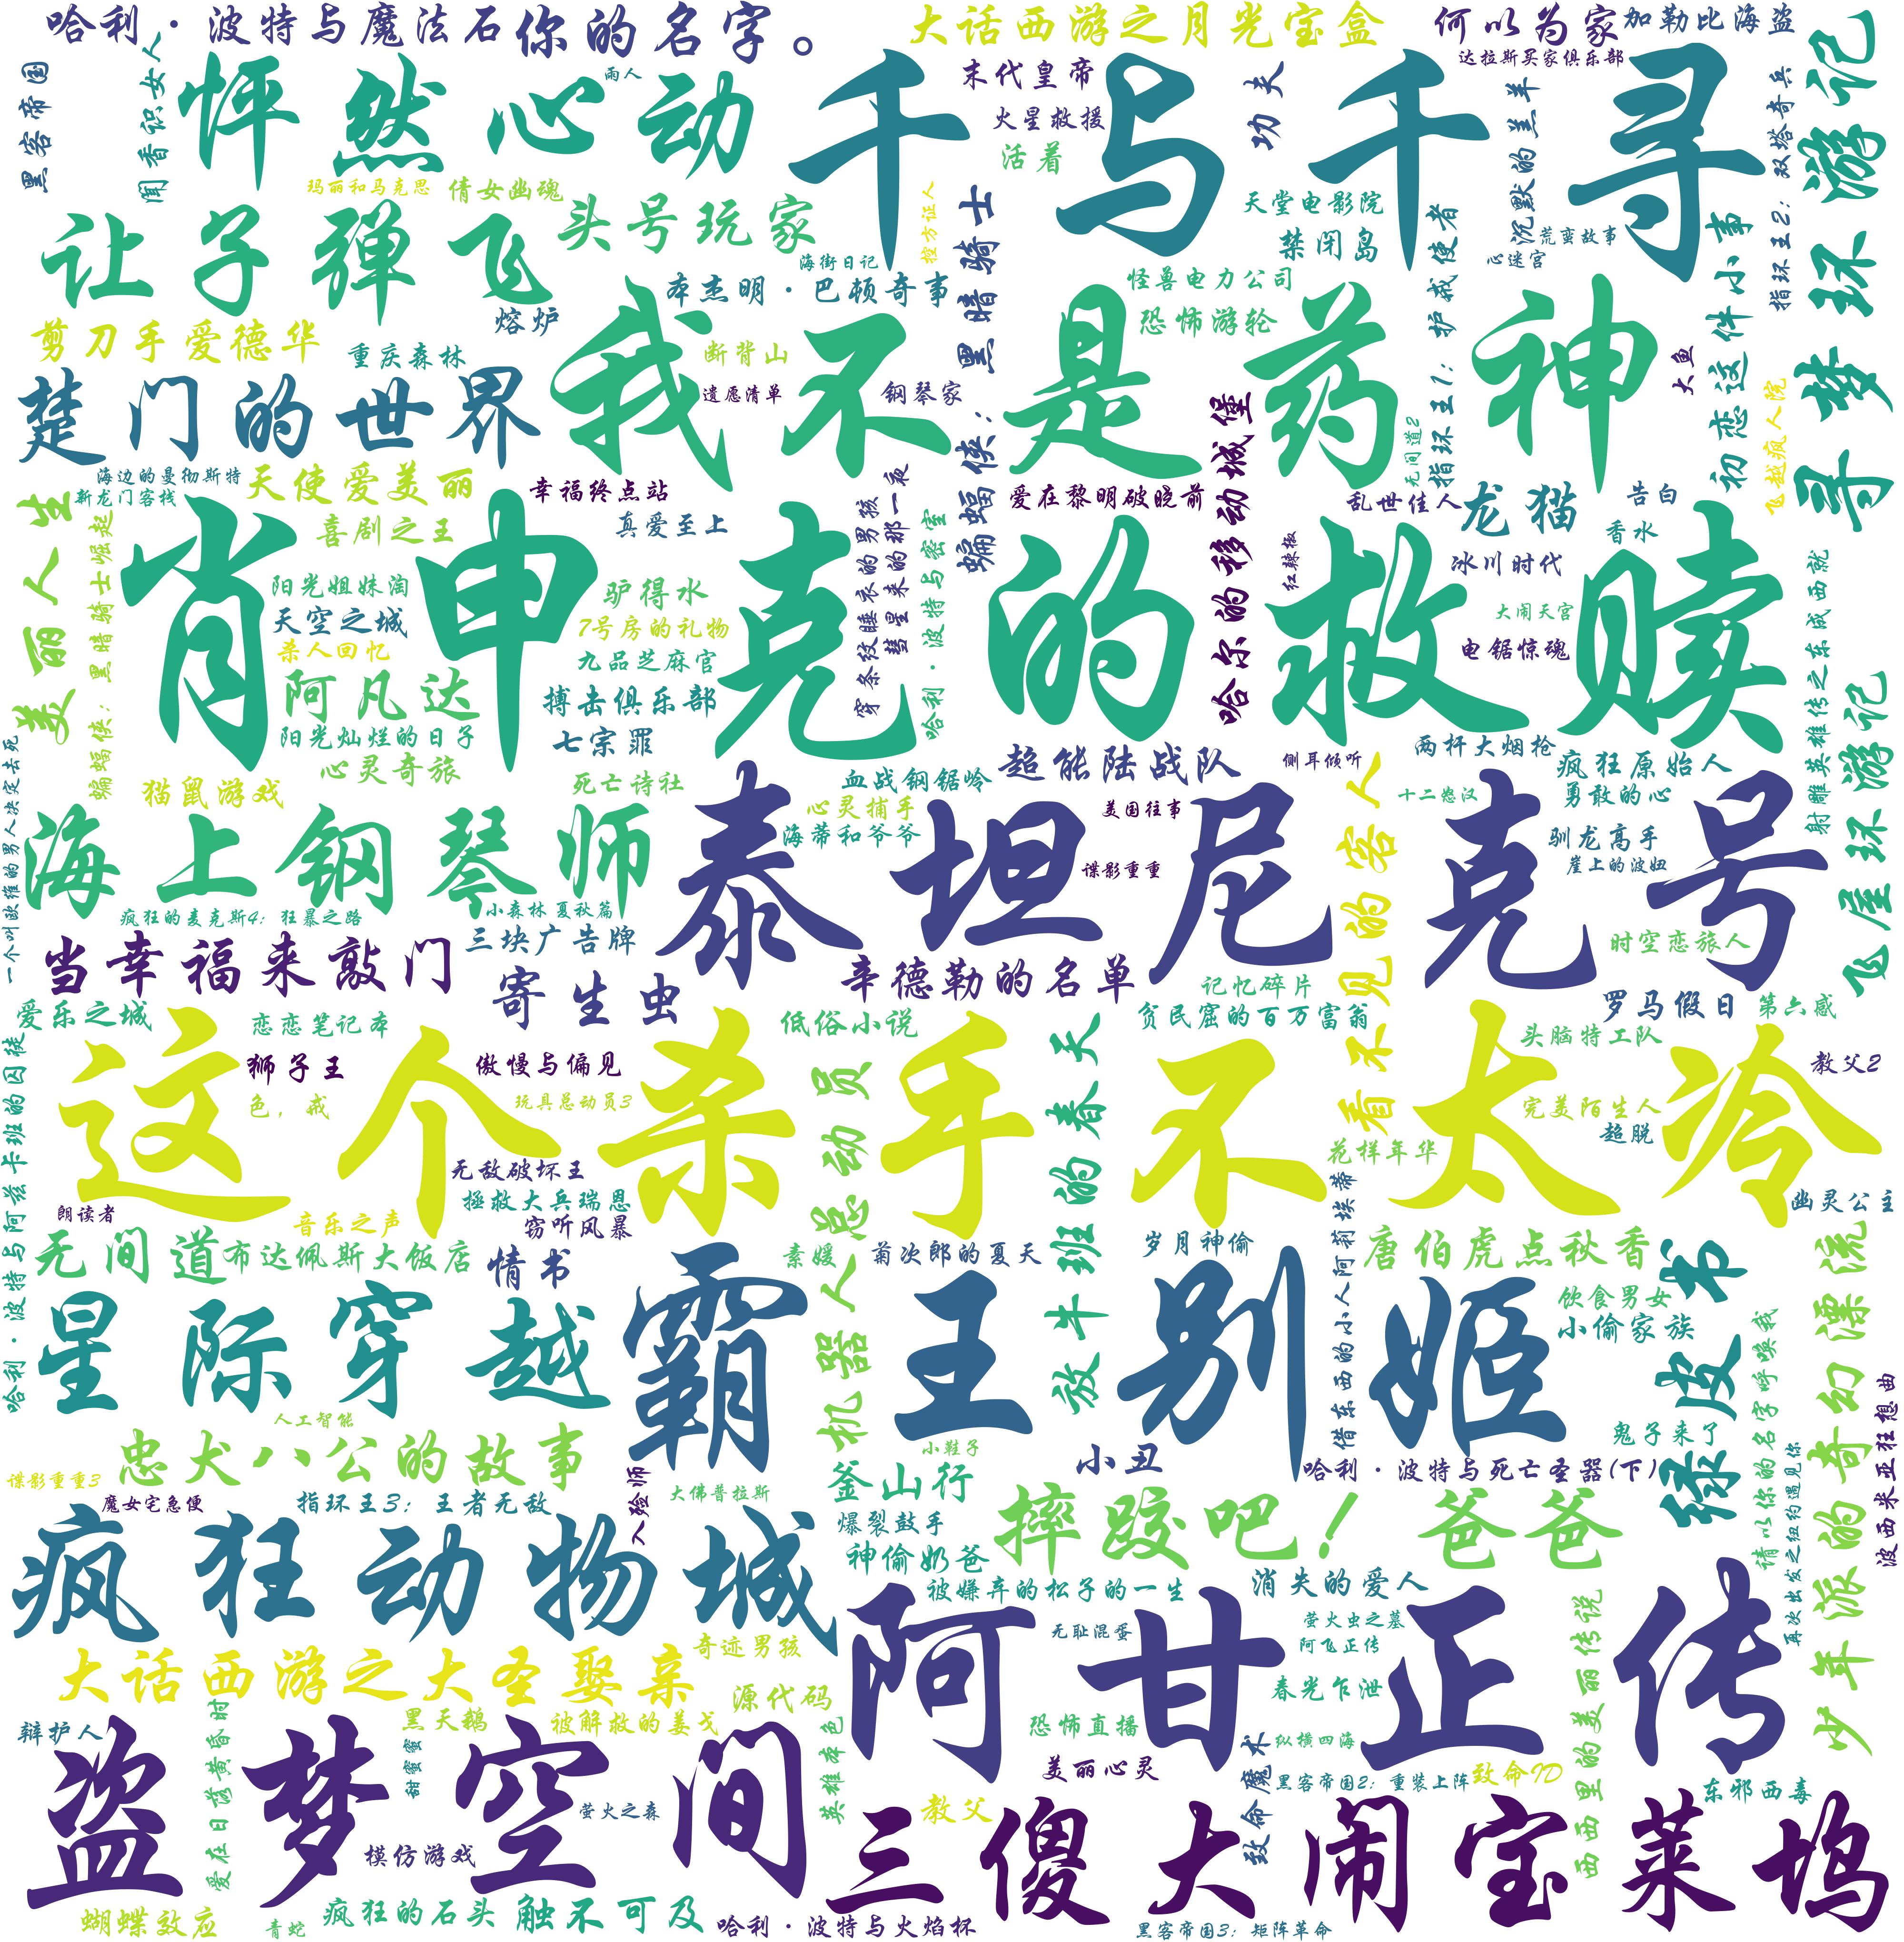 哈利·波特与魔法石
你的名字。
大话西游之月光宝盒
何以为家
加勒比海盗
达拉斯买家俱乐部
黑客帝国
闻香识女人
怦然心动
雨人
千与千寻
末代皇帝
火星救援
活着
功夫
沉默的羔羊
指环王2：双塔奇兵
寻梦环游记
玛丽和马克思
倩女幽魂
让子弹飞
头号玩家
控方证人
海街日记
蝙蝠侠：黑暗骑士
天堂电影院
禁闭岛
指环王1：护戒使者
荒蛮故事
心迷宫
初恋这件小事
本杰明·巴顿奇事
怪兽电力公司
恐怖游轮
熔炉
剪刀手爱德华
重庆森林
我不是药神
断背山
遗愿清单
钢琴家
大鱼
飞越疯人院
楚门的世界
无间道2
哈尔的移动城堡
海边的曼彻斯特
新龙门客栈
天使爱美丽
幸福终点站
爱在黎明破晓前
乱世佳人
龙猫
告白
香水
美丽人生
蝙蝠侠：黑暗骑士崛起
喜剧之王
真爱至上
穿条纹睡衣的男孩
彗星来的那一夜
哈利·波特与密室
红辣椒
冰川时代
射雕英雄传之东成西就
肖申克的救赎
阳光姐妹淘
天空之城
杀人回忆
阿凡达
阳光灿烂的日子
心灵奇旅
驴得水
7号房的礼物
九品芝麻官
搏击俱乐部
七宗罪
大闹天宫
电锯惊魂
超能陆战队
侧耳倾听
两杆大烟枪
疯狂原始人
勇敢的心
飞屋环游记
一个叫欧维的男人决定去死
猫鼠游戏
死亡诗社
血战钢锯岭
心灵捕手
海蒂和爷爷
美国往事
看不见的客人
十二怒汉
驯龙高手
崖上的波妞
海上钢琴师
泰坦尼克号
谍影重重
疯狂的麦克斯4：狂暴之路
小森林 夏秋篇
当幸福来敲门
三块广告牌
寄生虫
辛德勒的名单
记忆碎片
贫民窟的百万富翁
时空恋旅人
罗马假日
第六感
爱乐之城
恋恋笔记本
低俗小说
头脑特工队
教父2
哈利·波特与阿兹卡班的囚徒
狮子王
色，戒
傲慢与偏见
玩具总动员3
机器人总动员
放牛班的春天
这个杀手不太冷
完美陌生人
超脱
花样年华
无敌破坏王
拯救大兵瑞恩
窃听风暴
幽灵公主
朗读者
音乐之声
无间道
布达佩斯大饭店
情书
素媛
菊次郎的夏天
岁月神偷
借东西的小人阿莉埃蒂
唐伯虎点秋香
绿皮书
少年派的奇幻漂流
星际穿越
霸王别姬
饮食男女
小偷家族
请以你的名字呼唤我
再次出发之纽约遇见你
波西米亚狂想曲
人工智能
忠犬八公的故事
小鞋子
小丑
鬼子来了
谍影重重3
魔女宅急便
指环王3：王者无敌
入殓师
大佛普拉斯
釜山行
哈利·波特与死亡圣器(下)
疯狂动物城
爆裂鼓手
神偷奶爸
摔跤吧！爸爸
被嫌弃的松子的一生
消失的爱人
西西里的美丽传说
阿甘正传
无耻混蛋
萤火虫之墓
阿飞正传
大话西游之大圣娶亲
奇迹男孩
源代码
春光乍泄
辩护人
爱在日落黄昏时
黑天鹅
被解救的姜戈
英雄本色
恐怖直播
美丽心灵
致命魔术
纵横四海
黑客帝国2：重装上阵
致命ID
东邪西毒
盗梦空间
甜蜜蜜
萤火之森
模仿游戏
教父
三傻大闹宝莱坞
蝴蝶效应
青蛇
疯狂的石头
触不可及
哈利·波特与火焰杯
黑客帝国3：矩阵革命